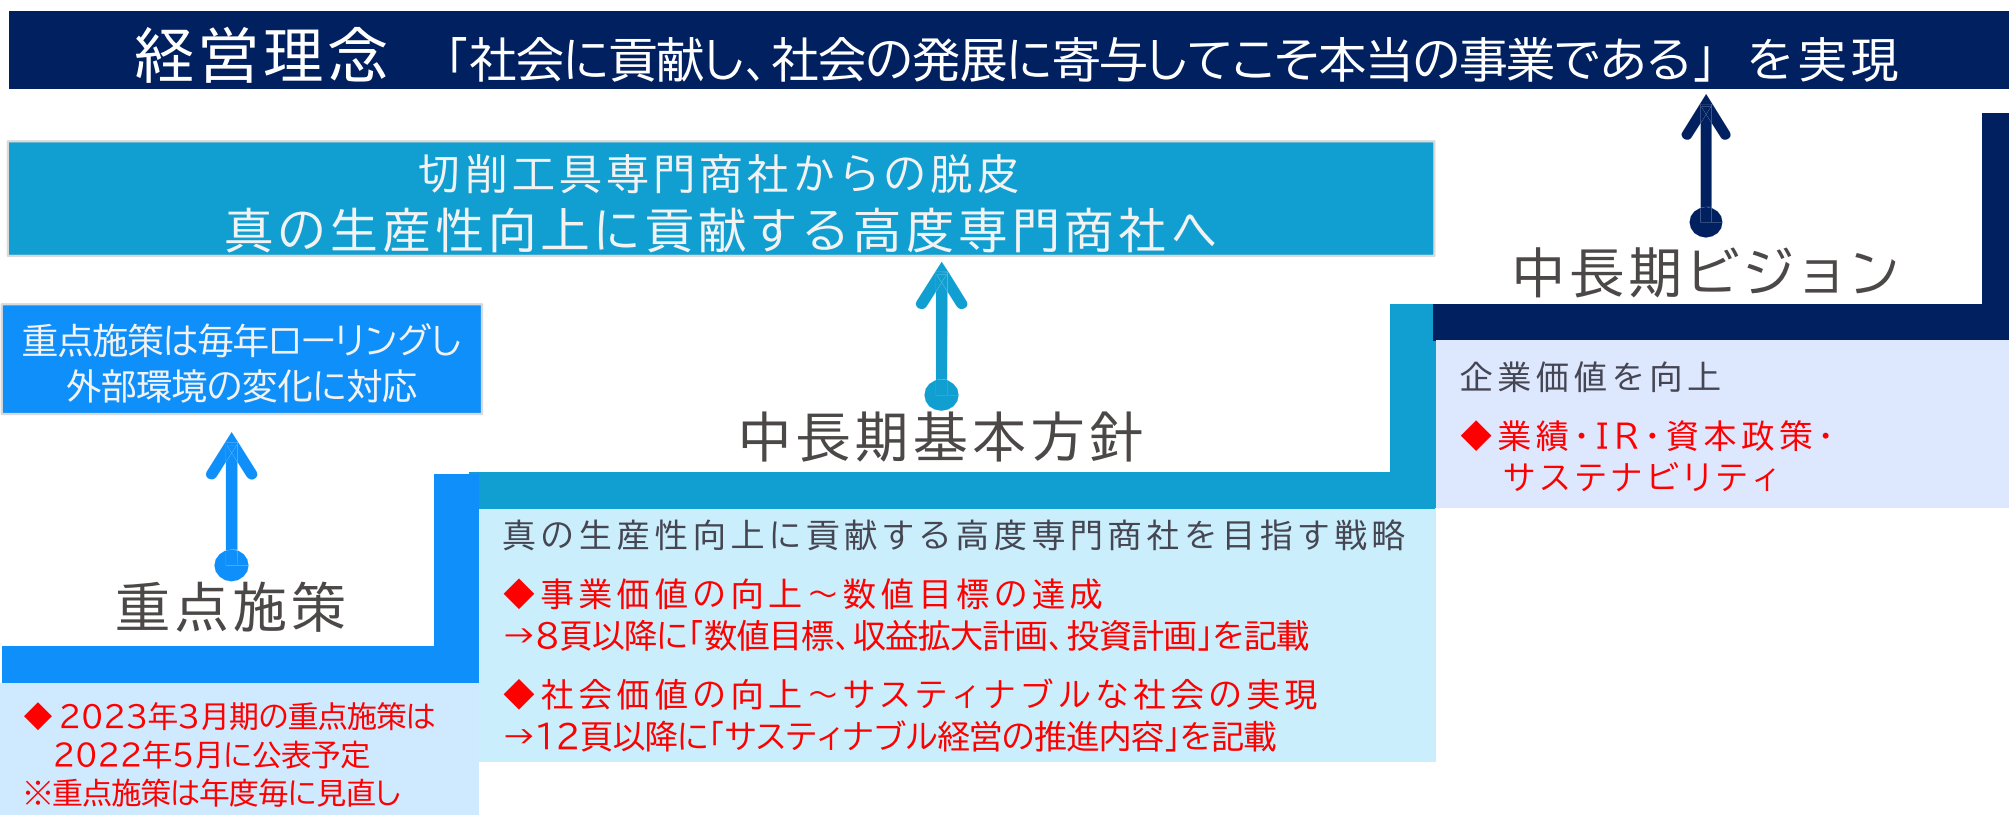 経営理念 「社会に貢献し、社会の発展に寄与してこそ本当の事業である」 を実現
切削工具専門商社からの脱皮
真の生産性向上に貢献する高度専門商社へ
中長期ビジョン
重点施策は毎年ローリングし
外部環境の変化に対応
企業価値を向上
◆業績・IR・資本政策・
サステナビリティ
中長期基本方針
真の生産性向上に貢献する高度専門商社を目指す戦略
◆事業価値の向上～数値目標の達成
→8頁以降に「数値目標、収益拡大計画、投資計画」を記載
◆社会価値の向上～サスティナブルな社会の実現
→12頁以降に「サスティナブル経営の推進内容」を記載
重点施策
◆2023年3月期の重点施策は
2022年5月に公表予定
※重点施策は年度毎に見直し